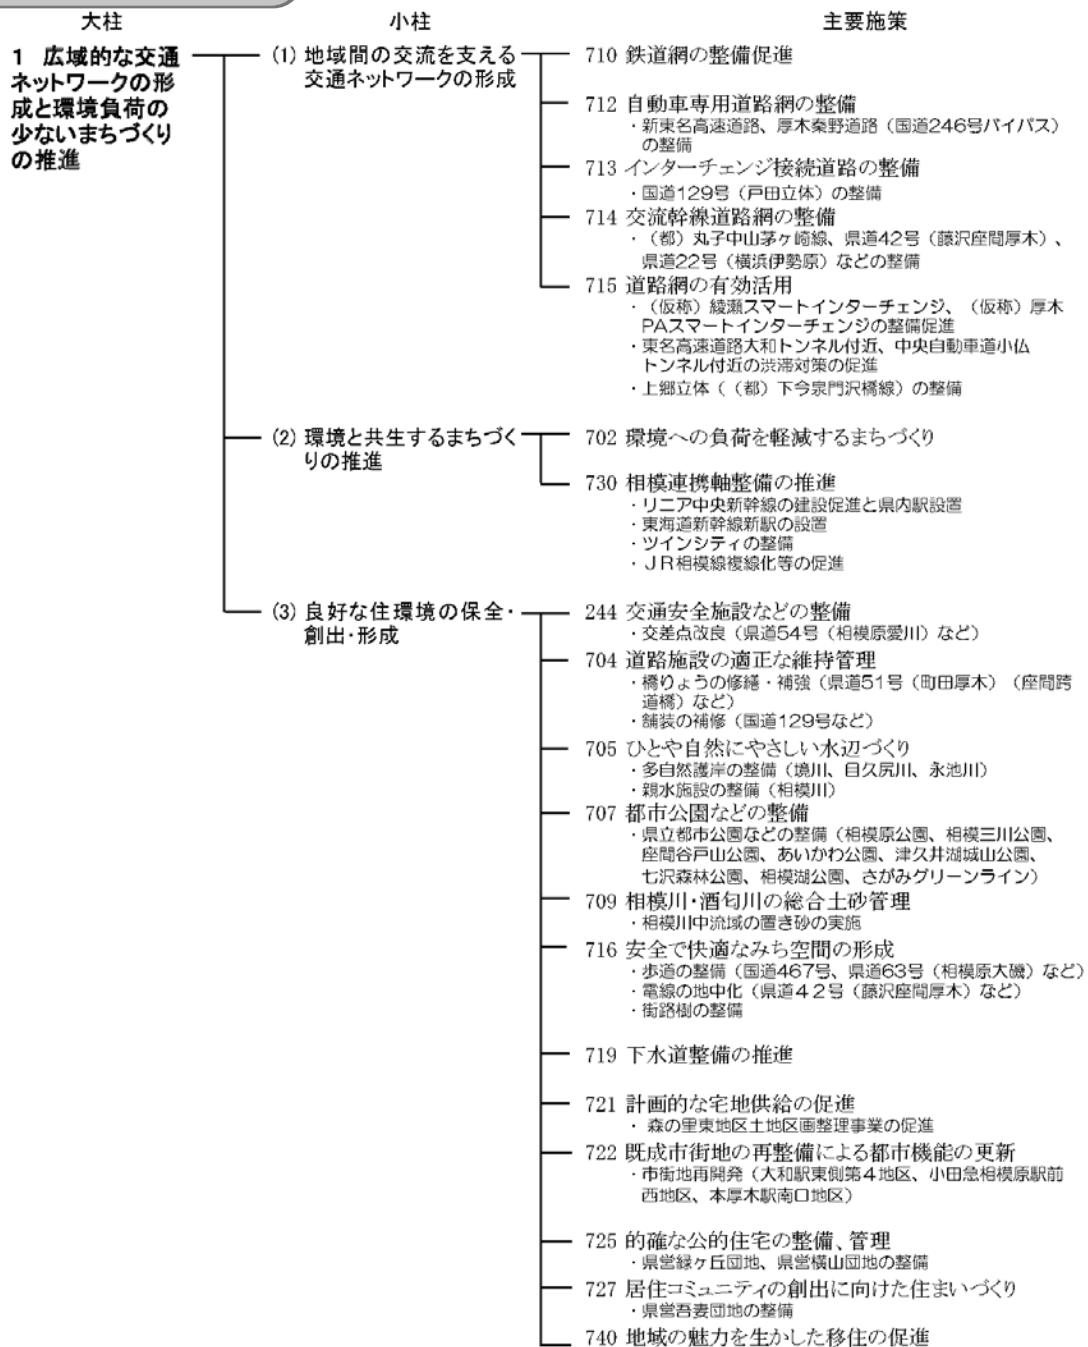 大柱 小柱 主要施策
1 広域的な交通
ネットワークの形
成と環境負荷の
少ないまちづくり
の推進
(1) 地域間の交流を支える
交通ネットワークの形成
710 鉄道網の整備促進
712 自動車専用道路網の整備
・新東名高速道路、厚木秦野道路（国道246号バイパス）
の整備
713 インターチェンジ接続道路の整備
・国道129号（戸田立体）の整備
714 交流幹線道路網の整備
・（都）丸子中山茅ヶ崎線、県道42号（藤沢座間厚木）、
県道22号（横浜伊勢原）などの整備
715 道路網の有効活用
・（仮称）綾瀬スマートインターチェンジ、（仮称）厚木
PAスマートインターチェンジの整備促進
・東名高速道路大和トンネル付近、中央自動車道小仏
トンネル付近の渋滞対策の促進
・上郷立体（（都）下今泉門沢橋線）の整備
(2) 環境と共生するまちづく
りの推進
702 環境への負荷を軽減するまちづくり
730 相模連携軸整備の推進
・リニア中央新幹線の建設促進と県内駅設置
・東海道新幹線新駅の設置
・ツインシティの整備
・ＪＲ相模線複線化等の促進
(3) 良好な住環境の保全・
創出・形成
244 交通安全施設などの整備
・交差点改良（県道54号（相模原愛川）など）
704 道路施設の適正な維持管理
・橋りょうの修繕・補強（県道51号（町田厚木）（座間跨
道橋）など）
・舗装の補修（国道129号など）
705 ひとや自然にやさしい水辺づくり
・多自然護岸の整備（境川、目久尻川、永池川）
・親水施設の整備（相模川）
707 都市公園などの整備
・県立都市公園などの整備（相模原公園、相模三川公園、
座間谷戸山公園、あいかわ公園、津久井湖城山公園、
七沢森林公園、相模湖公園、さがみグリーンライン）
709 相模川・酒匂川の総合土砂管理
・相模川中流域の置き砂の実施
716 安全で快適なみち空間の形成
・歩道の整備（国道467号、県道63号（相模原大磯）など）
・電線の地中化（県道４２号（藤沢座間厚木）など）
・街路樹の整備
719 下水道整備の推進
721 計画的な宅地供給の促進
・ 森の里東地区土地区画整理事業の促進
722 既成市街地の再整備による都市機能の更新
・市街地再開発（大和駅東側第４地区、小田急相模原駅前
西地区、本厚木駅南口地区）
725 的確な公的住宅の整備、管理
・県営緑ヶ丘団地、県営横山団地の整備
727 居住コミュニティの創出に向けた住まいづくり
・県営吾妻団地の整備
740 地域の魅力を生かした移住の促進